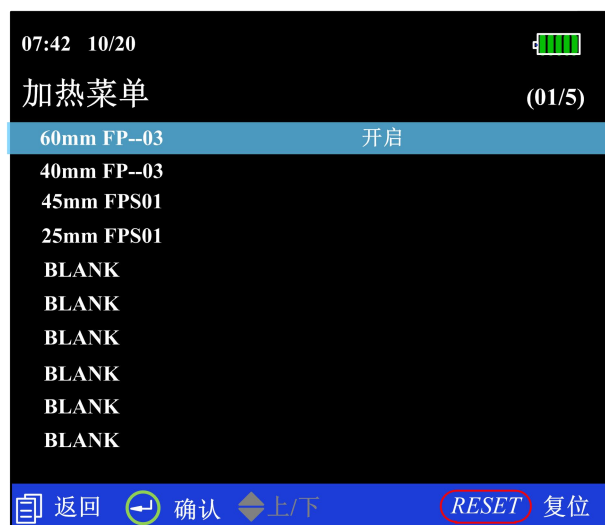 07:42 10/20
加热菜单 (01/5)
60mm FP--03 开启
40mm FP--03
45mm FPS01
25mm FPS01
BLANK
BLANK
BLANK
BLANK
BLANK
BLANK
返回 确认 上/下 RESET 复位